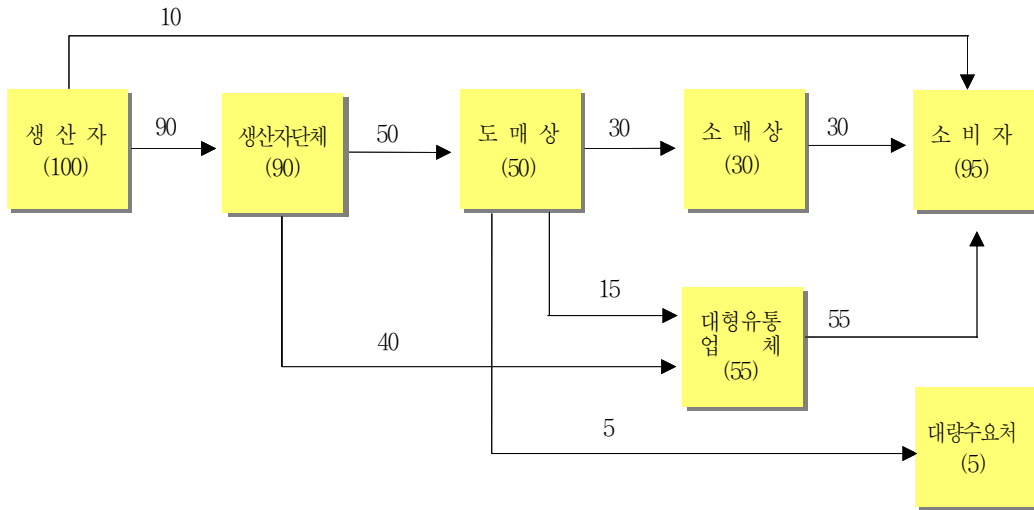 10
생 산 자
(100)
90
생산자단체
(90)
50
도 매 상
(50)
30
소 매 상
(30)
30
소 비 자
(95)
15
40
대형유통
업 체
(55)
55
5
대량수요처
(5)